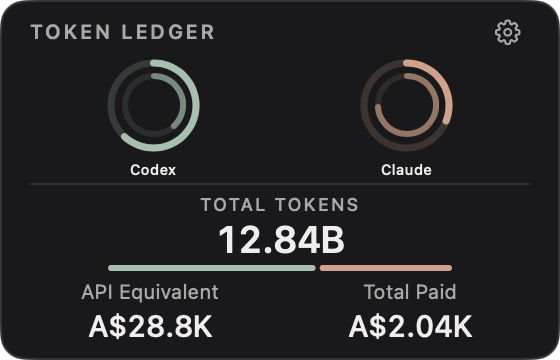 TOKEN LEDGER
Codex
Claude
TOTAL TOKENS
12.84B
API Equivalent
Total Paid
A$28.8K
A$2.04K